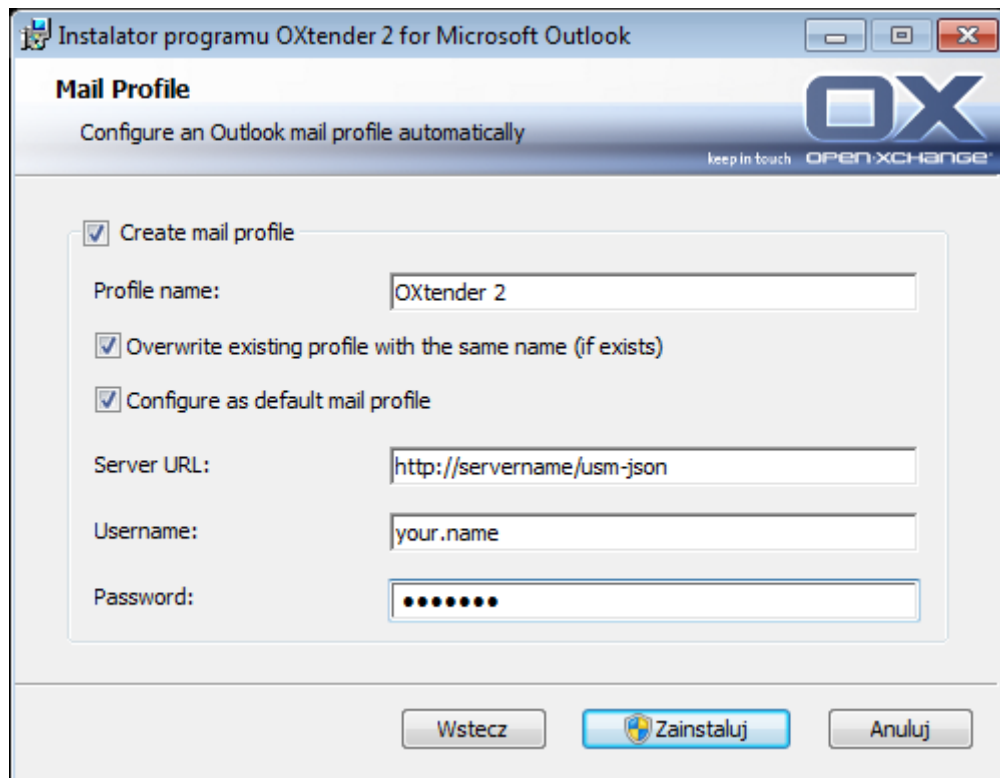 Instalator programu OXtender 2 for Microsoft Outlook
Mail Profile
Configure an Outlook mail profile automatically
OX
keep in touch OPEN-XCHANGE
Create mail profile
Profile name: OXtender 2
Overwrite existing profile with the same name (if exists)
Configure as default mail profile
Server URL: http://servername/usm-json
Username: your.name
Password: •••••••
Wstecz Zainstaluj Anuluj